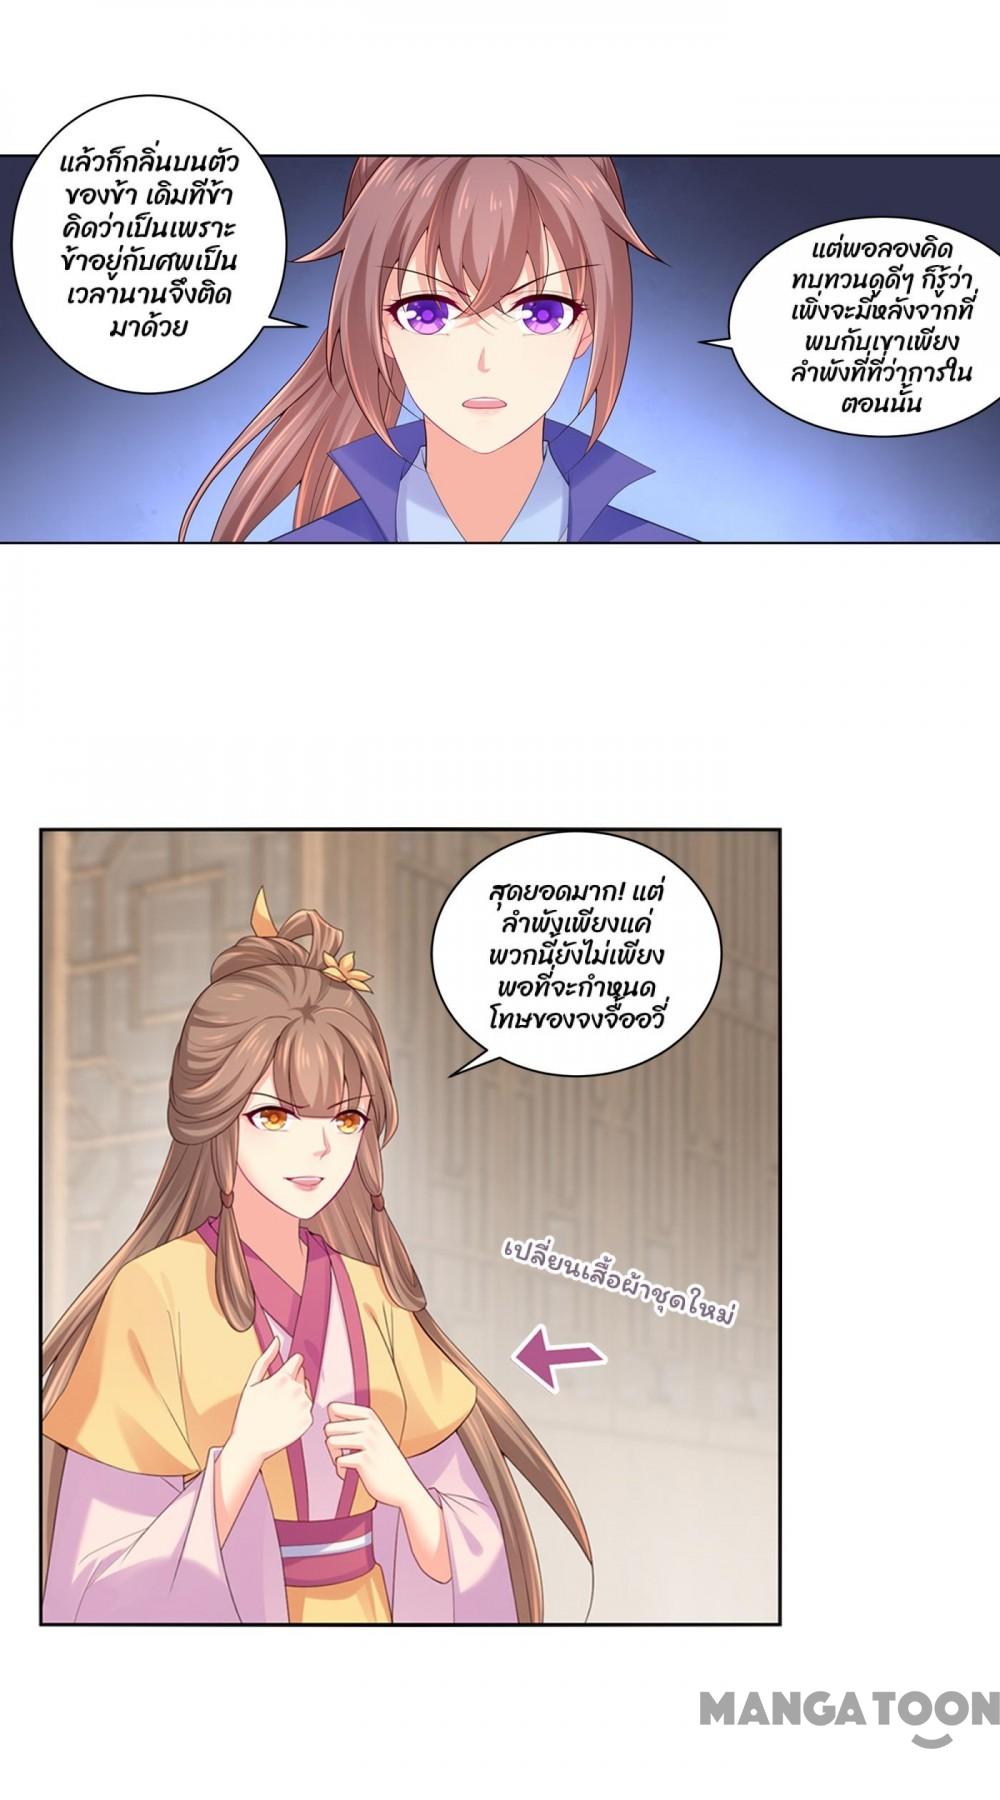 แล้วก็กลิ่นบนตัว
ของข้า เดิมทีข้า
คิดว่าเป็นเพราะ
ข้าอยู่กับศพเป็น
เวลานานจึงติด
มาด้วย
แต่พอลองคิด
ทบทวนดูดีๆ ก็รู้ว่า
เพิ่งจะมีหลังจากที่
พบกับเขาเพียง
ลำพังที่ที่ว่าการใน
ตอนนั้น
สุดยอดมาก! แต่
ลำพังเพียงแค่
พวกนี้ยังไม่เพียง
พอที่จะกำหนด
โทษของจงจื้ออวี่
เปลี่ยนเสื้อผ้าชุดใหม่
MANGATOON